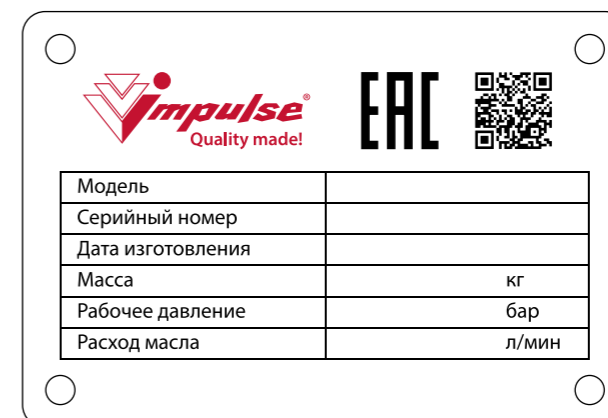 impulse®
Quality made!
EAC
Модель
Серийный номер
Дата изготовления
Масса кг
Рабочее давление бар
Расход масла л/мин